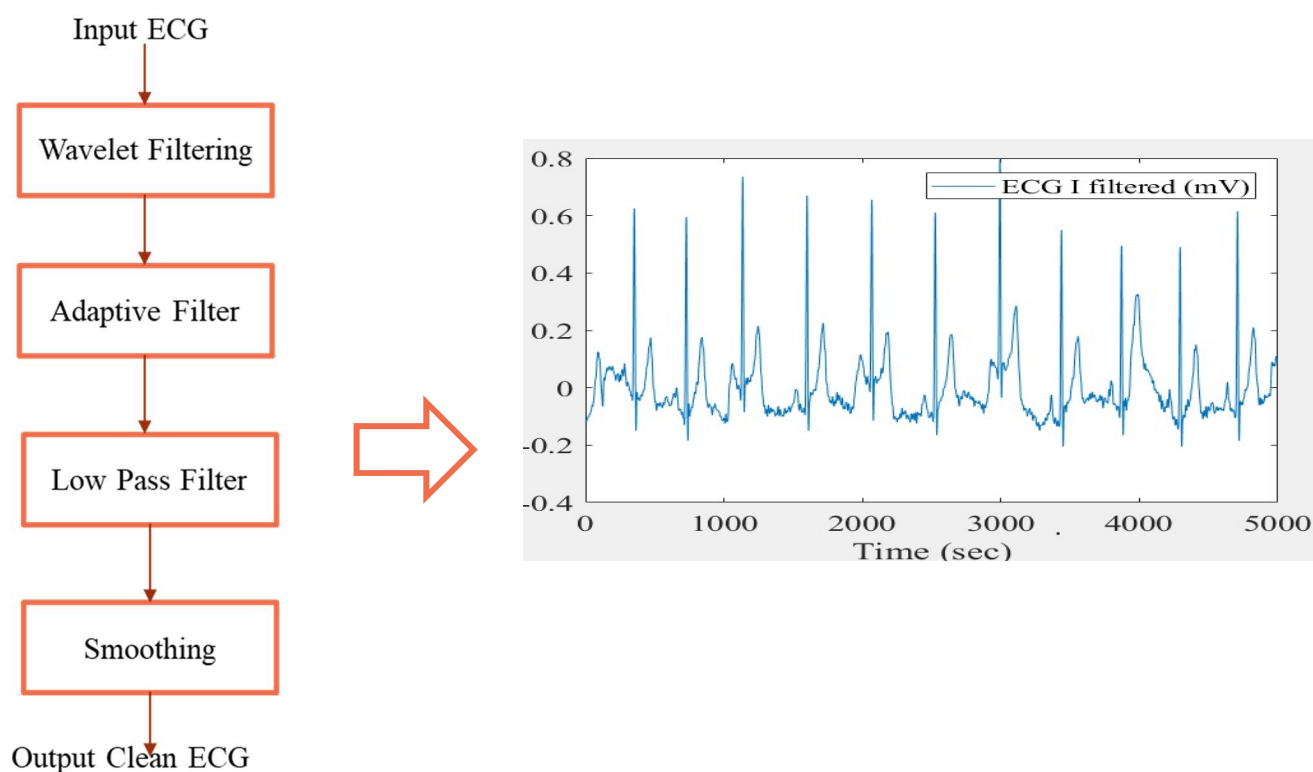 Input ECG
Wavelet Filtering
Adaptive Filter
Low Pass Filter
Smoothing
Output Clean ECG
0.8
0.6
0.4
0.2
0
-0.2
-0.4
ECG I filtered (mV)
0 1000 2000 3000 4000 5000
Time (sec)